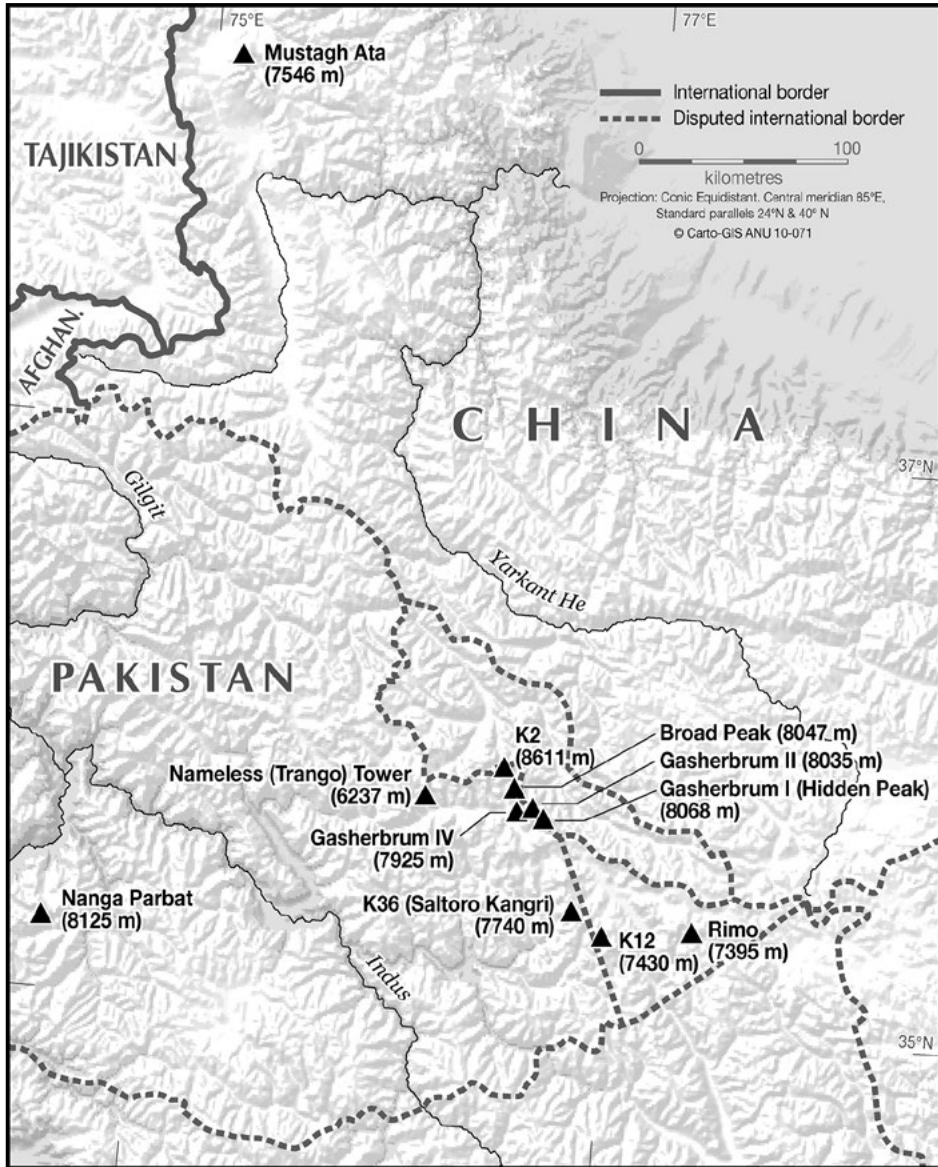 75°E
77°E
Mustagh Ata
(7546 m)
International border
Disputed international border
0
100
kilometres
Projection: Conic Equidistant. Central meridian 85°E,
Standard parallels 24°N & 40° N
© Carto-GIS ANU 10-071
TAJIKISTAN
AFGHAN.
CHINA
37°N
Gilgit
Yarkant He
PAKISTAN
K2
(8611 m)
Broad Peak (8047 m)
Gasherbrum II (8035 m)
Gasherbrum I (Hidden Peak)
(8068 m)
Nameless (Trango) Tower
(6237 m)
Gasherbrum IV
(7925 m)
Nanga Parbat
(8125 m)
K36 (Saltoro Kangri)
(7740 m)
K12
(7430 m)
Rimo
(7395 m)
Indus
35°N